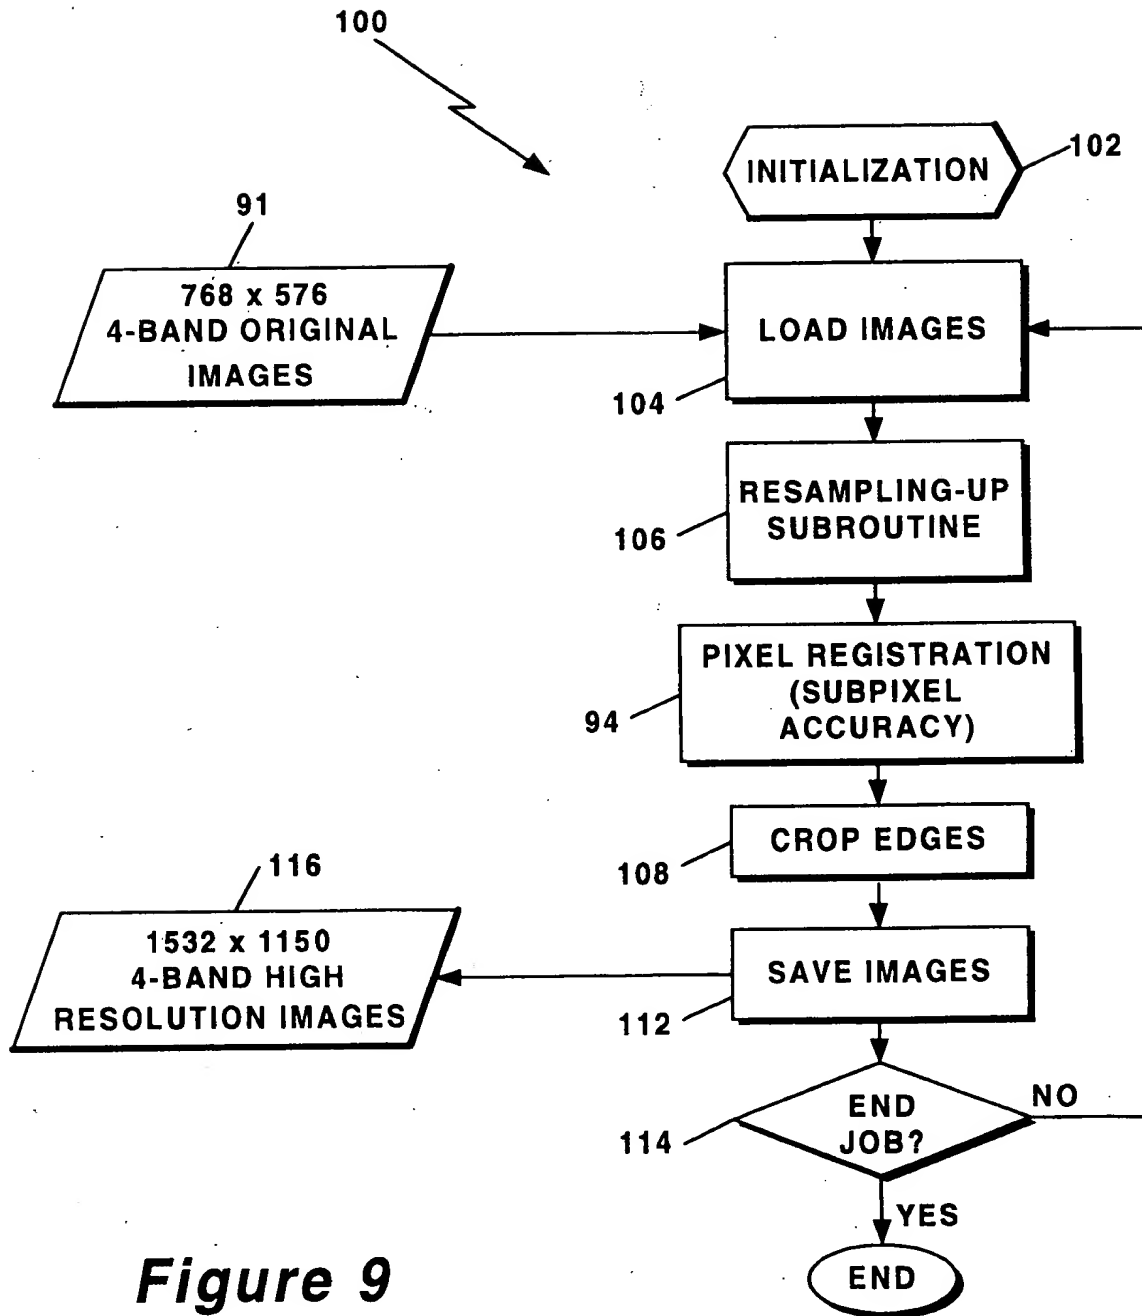 100
INITIALIZATION
102
91
768 x 576
4-BAND ORIGINAL
IMAGES
LOAD IMAGES
104
RESAMPLING-UP
SUBROUTINE
106
PIXEL REGISTRATION
(SUBPIXEL
ACCURACY)
94
CROP EDGES
108
116
1532 x 1150
4-BAND HIGH
RESOLUTION IMAGES
SAVE IMAGES
112
END
JOB?
NO
114
YES
END
Figure 9